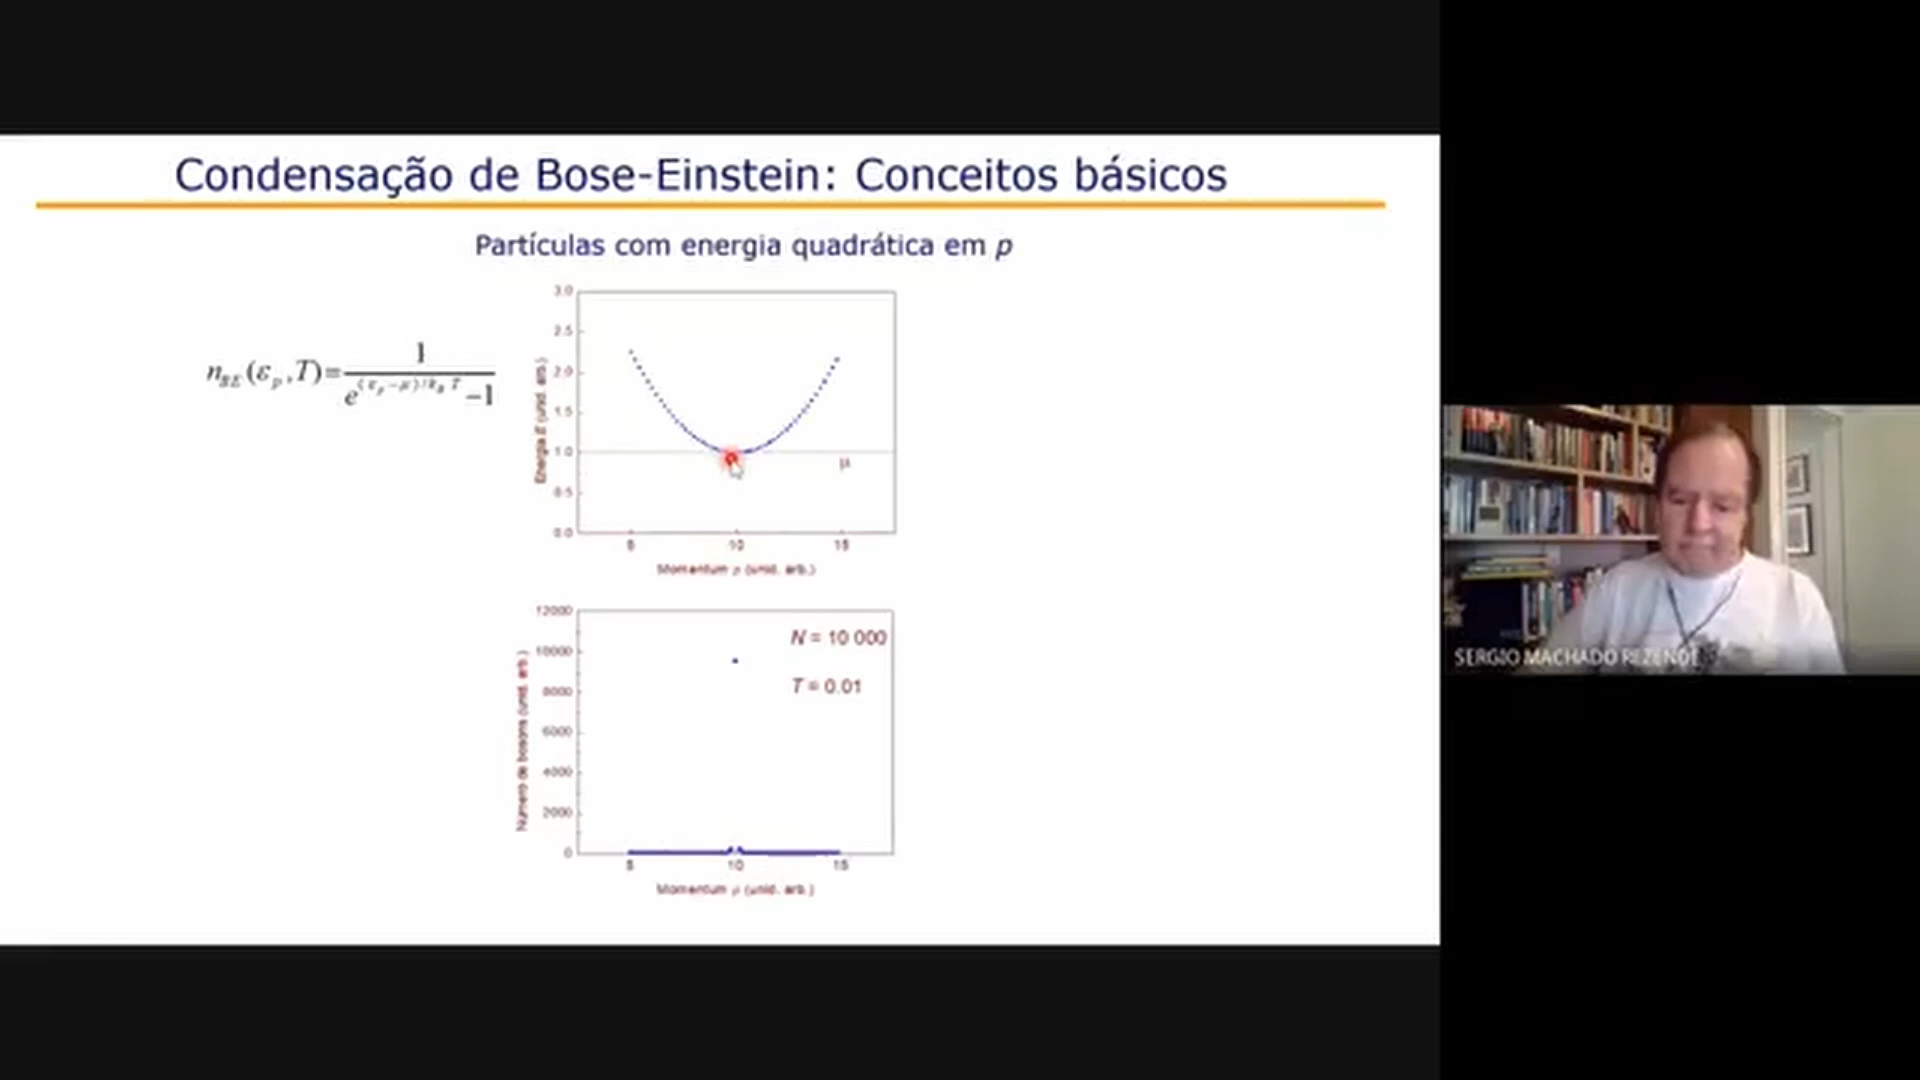 Condensação de Bose-Einstein: Conceitos básicos
Partículas com energia quadrática em p
n_BE(ε_p,T)=1/(e^((ε_p-μ)/k_B T)-1)
3.0
2.5
2.0
1.5
1.0
0.5
0.0
Energia E (unid. arb.)
μ
5 10 15
Momentum p (unid. arb.)
12000
10000
8000
6000
4000
2000
0
Número de bosons (unid. arb.)
N = 10 000
T = 0.01
5 10 15
Momentum p (unid. arb.)
SERGIO MACHADO REZENDE